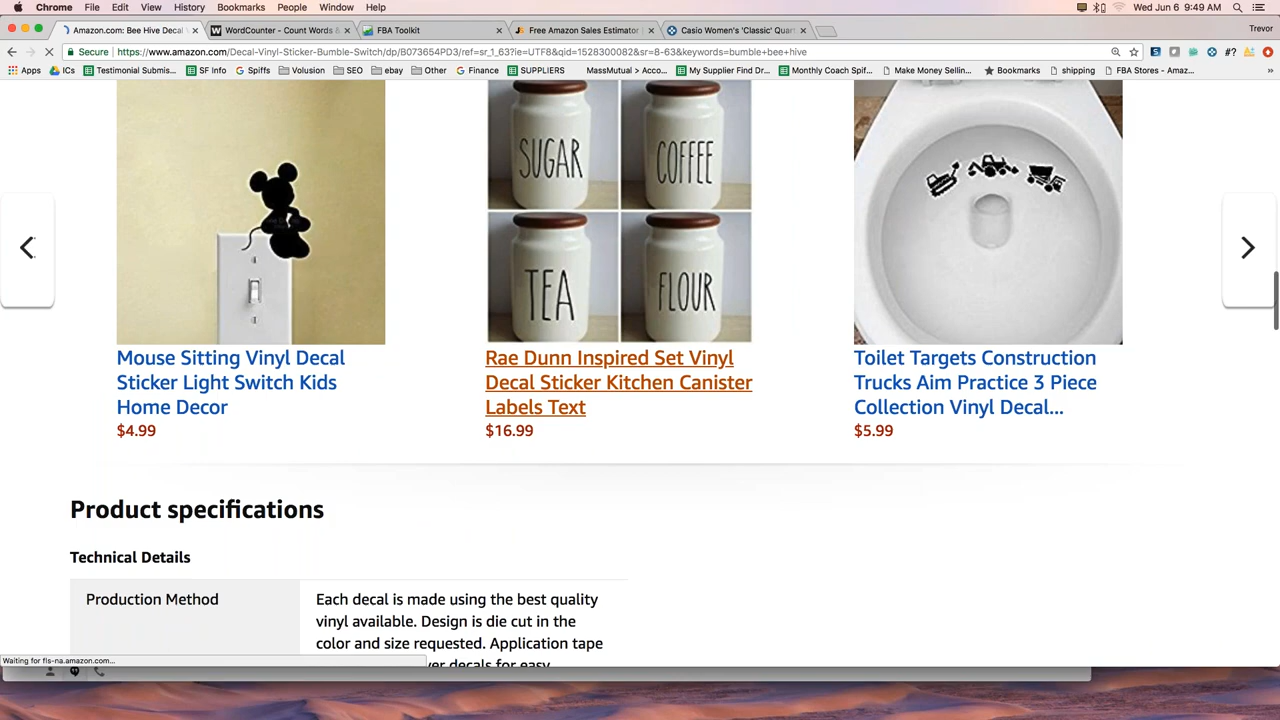 Chrome File Edit View History Bookmarks People Window Help Wed Jun 6 9:49 AM
Amazon.com: Bee Hive Decal WordCounter - Count Words & FBA Toolkit Free Amazon Sales Estimator Casio Women's 'Classic' Quar Trevor
Secure https://www.amazon.com/Decal-Vinyl-Sticker-Bumble-Switch/dp/B073654PD3/ref=sr_1_63?ie=UTF8&qid=1528300082&sr=8-63&keywords=bumble+bee+hive #?
Apps ICs Testimonial Submis... SF Info Spiffs Volusion SEO ebay Other Finance SUPPLIERS MassMutual > Acco... My Supplier Find Dr... Monthly Coach Spif... Make Money Sellin... Bookmarks shipping FBA Stores - Amaz... »
SUGAR COFFEE
TEA FLOUR
Mouse Sitting Vinyl Decal
Sticker Light Switch Kids
Home Decor
$4.99
Rae Dunn Inspired Set Vinyl
Decal Sticker Kitchen Canister
Labels Text
$16.99
Toilet Targets Construction
Trucks Aim Practice 3 Piece
Collection Vinyl Decal...
$5.99
Product specifications
Technical Details
Production Method
Each decal is made using the best quality
vinyl available. Design is die cut in the
color and size requested. Application tape
ver decals for easy
Waiting for fls-na.amazon.com...